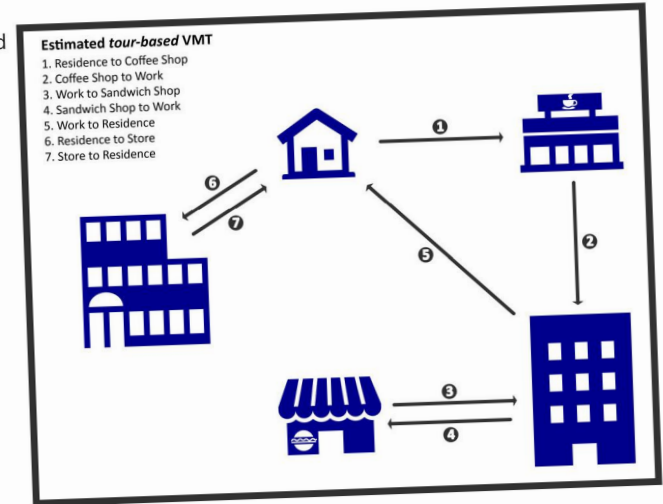 d
Estimated tour-based VMT
1. Residence to Coffee Shop
2. Coffee Shop to Work
3. Work to Sandwich Shop
4. Sandwich Shop to Work
5. Work to Residence
6. Residence to Store
7. Store to Residence
1
6
7
2
5
3
4